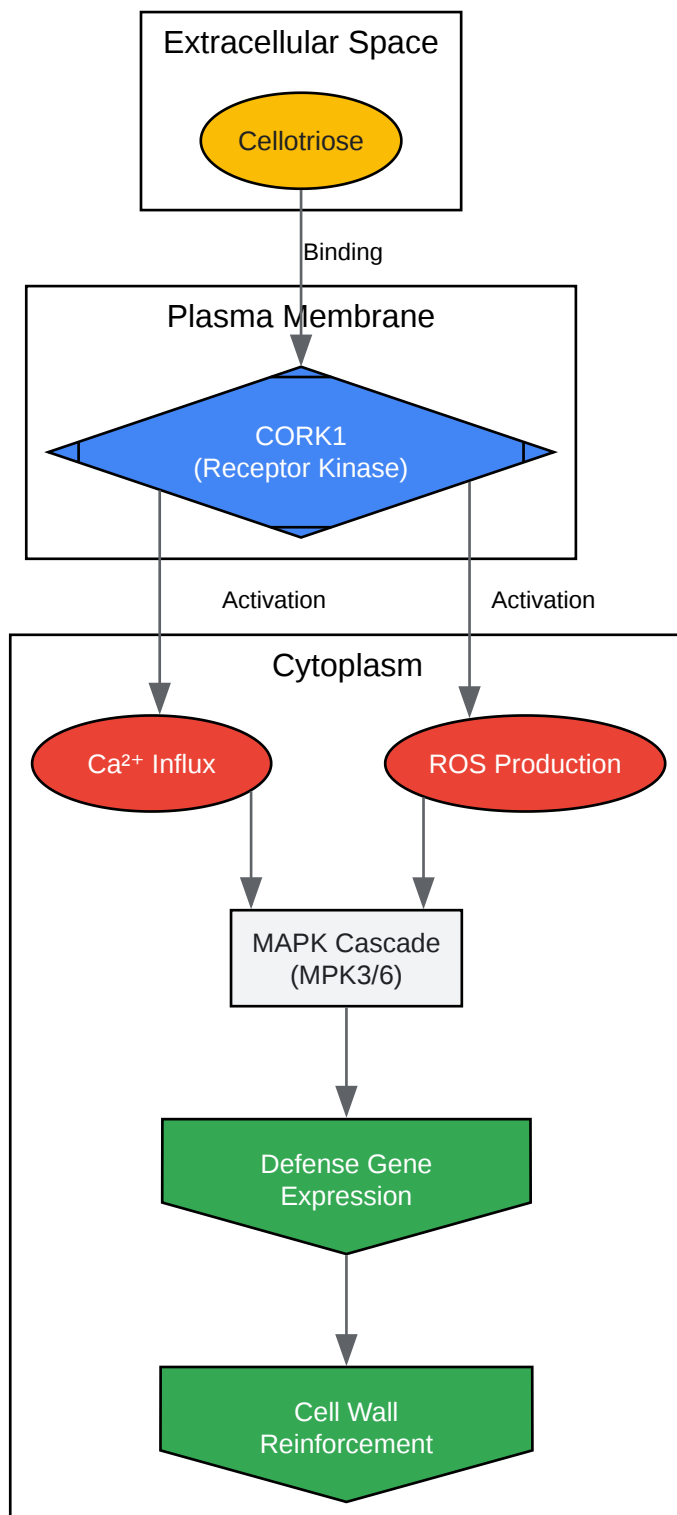 Extracellular Space
Cellotriose
Binding
Plasma Membrane
CORK1
(Receptor Kinase)
Activation
Activation
Cytoplasm
Ca²⁺ Influx
ROS Production
MAPK Cascade
(MPK3/6)
Defense Gene
Expression
Cell Wall
Reinforcement